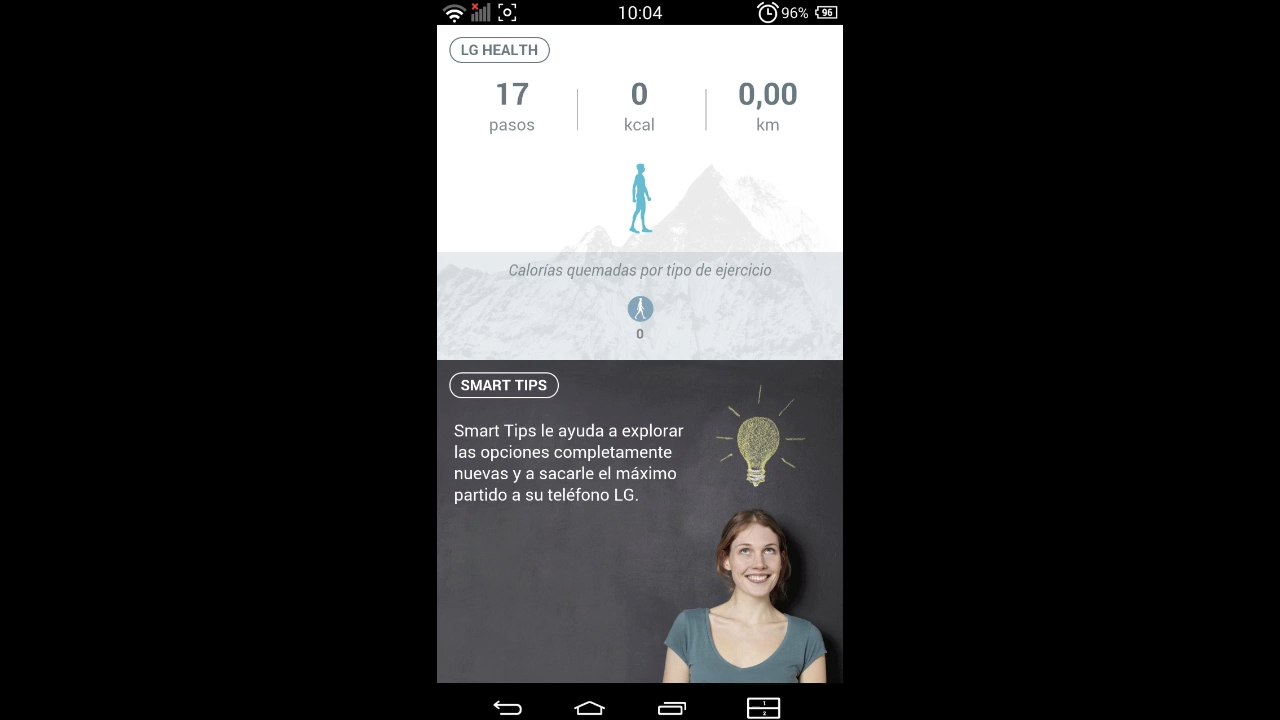 10:04
96%
96
LG HEALTH
17
0
0,00
pasos
kcal
km
Calorías quemadas por tipo de ejercicio
0
SMART TIPS
Smart Tips le ayuda a explorar
las opciones completamente
nuevas y a sacarle el máximo
partido a su teléfono LG.
1
2